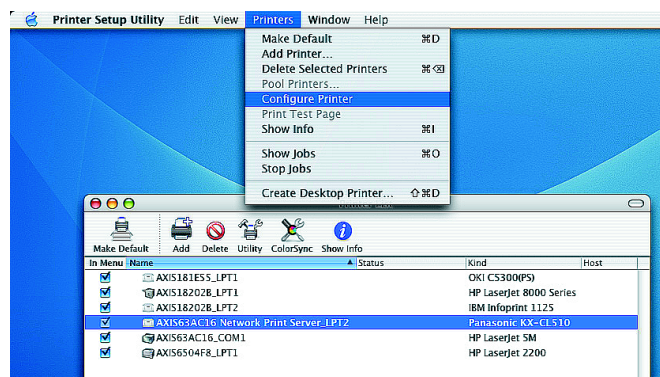 Printer Setup Utility Edit View Printers Window Help
Make Default ⌘D
Add Printer...
Delete Selected Printers ⌘⌫
Pool Printers...
Configure Printer
Print Test Page
Show Info ⌘I
Show Jobs ⌘O
Stop Jobs
Create Desktop Printer... ⇧⌘D
Make Default Add Delete Utility ColorSync Show Info
In Menu Name Status Kind Host
AXIS181E55_LPT1 OKI C5300(PS)
AXIS18202B_LPT1 HP LaserJet 8000 Series
AXIS18202B_LPT2 IBM Infoprint 1125
AXIS63AC16 Network Print Server_LPT2 Panasonic KX-CL510
AXIS63AC16_COM1 HP LaserJet 5M
AXIS6504F8_LPT1 HP LaserJet 2200